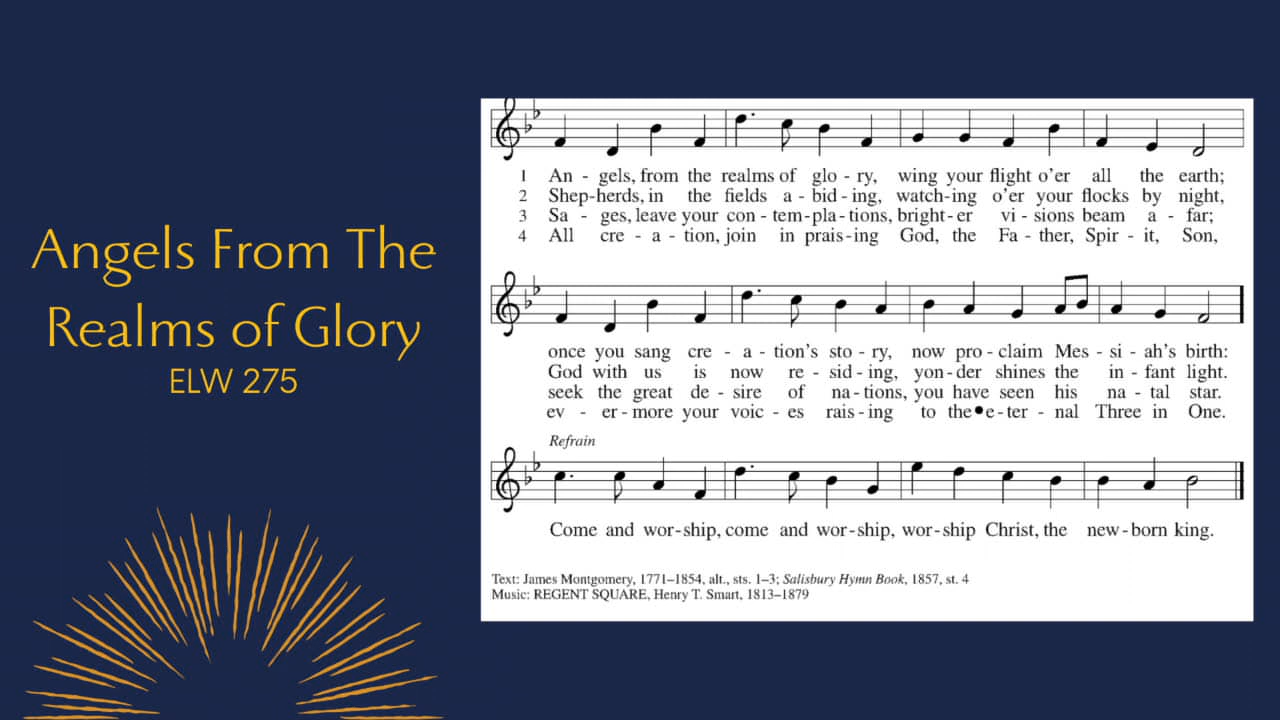 Angels From The
Realms of Glory
ELW 275
1 An - gels, from the realms of glo - ry, wing your flight o'er all the earth;
2 Shep-herds, in the fields a - bid - ing, watch-ing o'er your flocks by night,
3 Sa - ges, leave your con - tem-pla - tions, bright-er vi - sions beam a - far;
4 All cre - a - tion, join in prais-ing God, the Fa - ther, Spir - it, Son,
once you sang cre - a - tion's sto - ry, now pro - claim Mes - si - ah's birth:
God with us is now re - sid - ing, yon-der shines the in - fant light.
seek the great de - sire of na - tions, you have seen his na - tal star.
ev - er-more your voic - es rais-ing to the•e-ter - nal Three in One.
Refrain
Come and wor-ship, come and wor-ship, wor-ship Christ, the new-born king.
Text: James Montgomery, 1771–1854, alt., sts. 1–3; Salisbury Hymn Book, 1857, st. 4
Music: REGENT SQUARE, Henry T. Smart, 1813–1879